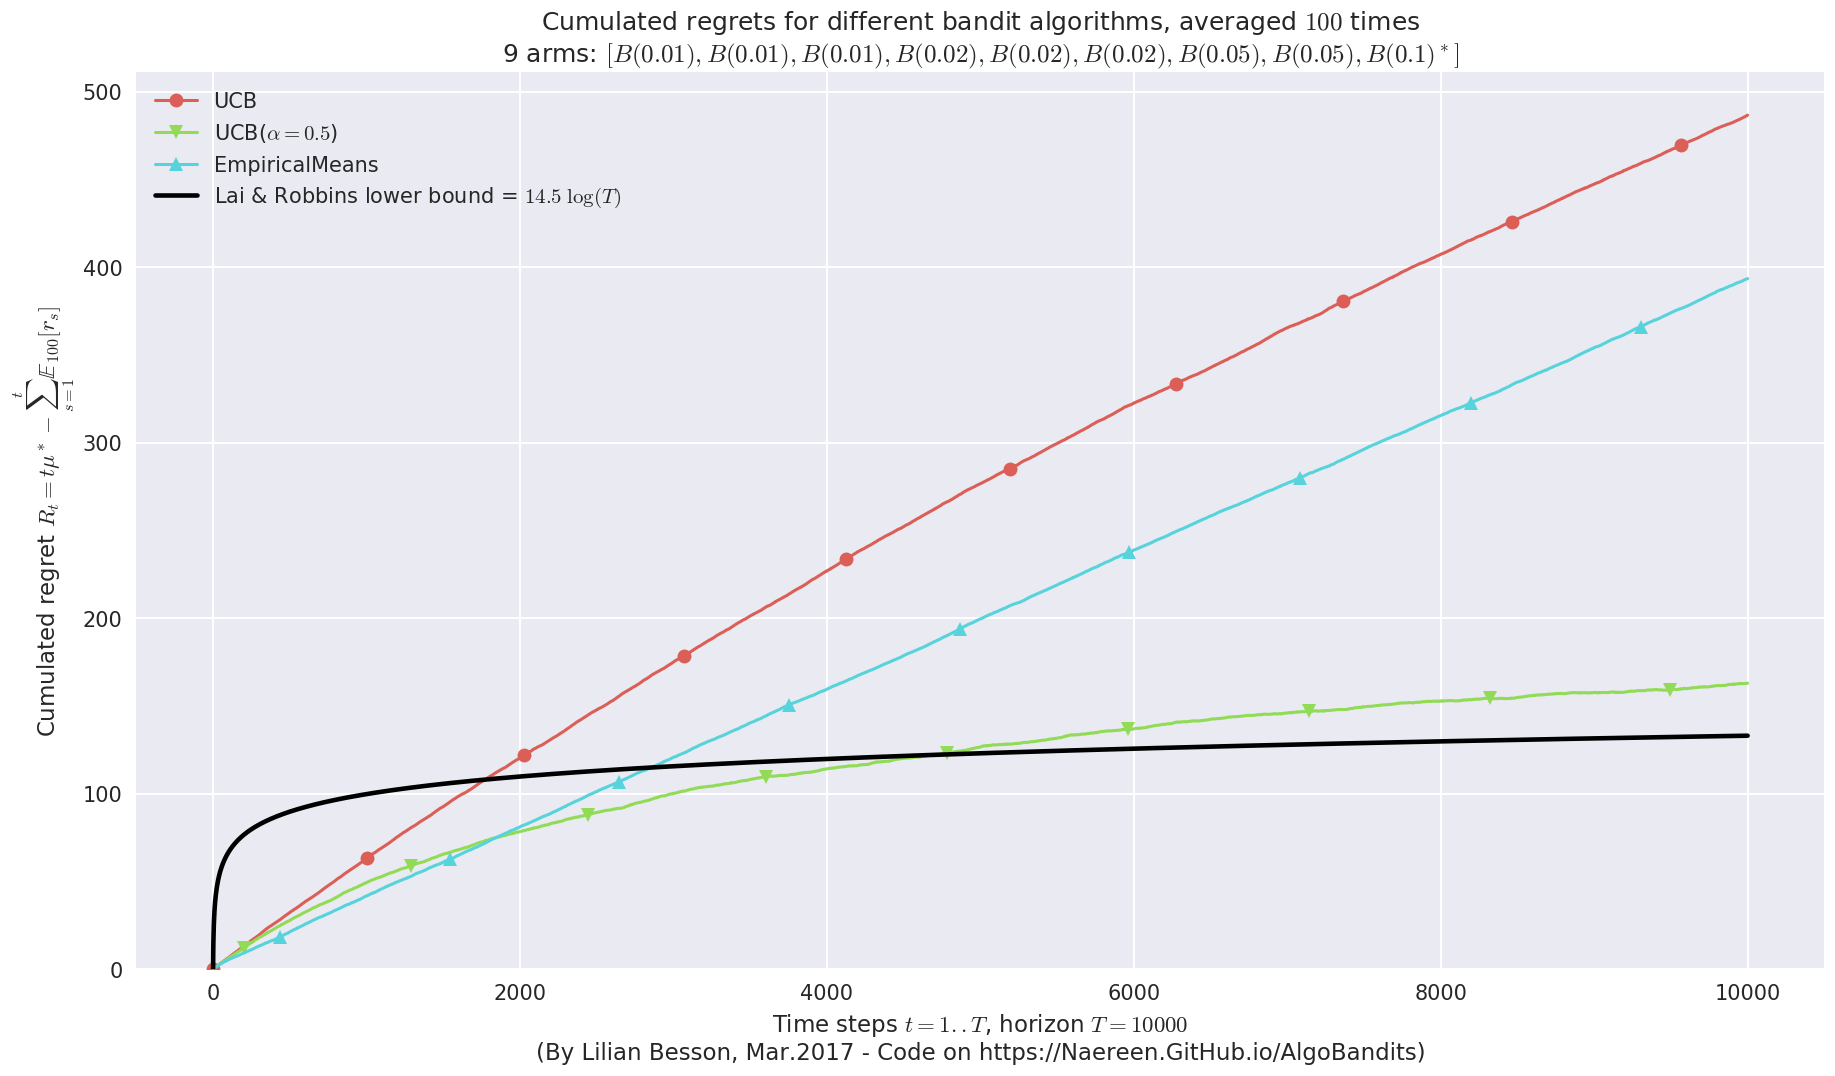 Cumulated regrets for different bandit algorithms, averaged 100 times
9 arms: [B(0.01), B(0.01), B(0.01), B(0.02), B(0.02), B(0.02), B(0.05), B(0.05), B(0.1)*]
UCB
UCB(α = 0.5)
EmpiricalMeans
Lai & Robbins lower bound = 14.5 log(T)
Cumulated regret R_t = tμ* − ∑_{s=1}^{t} 𝔼_{100}[r_s]
500
400
300
200
100
0
0 2000 4000 6000 8000 10000
Time steps t = 1..T, horizon T = 10000
(By Lilian Besson, Mar.2017 - Code on https://Naereen.GitHub.io/AlgoBandits)